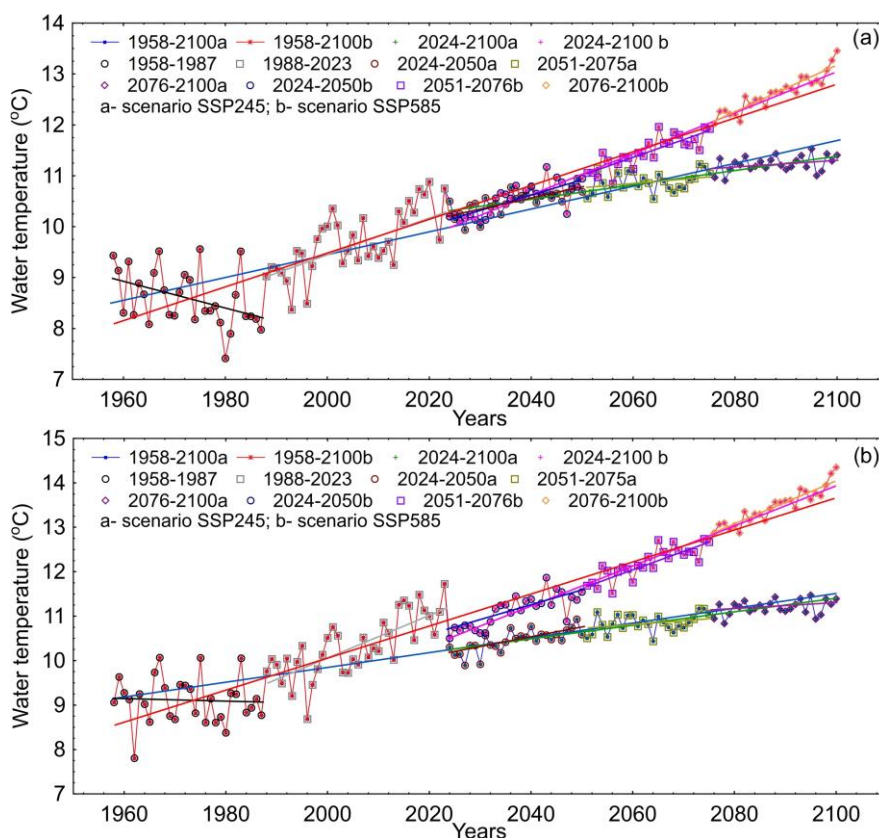 14
(a)
1958-2100a 1958-2100b 2024-2100a 2024-2100 b
13
1958-1987 1988-2023 2024-2050a 2051-2075a
2076-2100a 2024-2050b 2051-2076b 2076-2100b
a- scenario SSP245; b- scenario SSP585
12
11
10
9
8
7
Water temperature (ºC)
1960 1980 2000 2020 2040 2060 2080 2100
Years
15
(b)
1958-2100a 1958-2100b 2024-2100a 2024-2100 b
14
1958-1987 1988-2023 2024-2050a 2051-2075a
2076-2100a 2024-2050b 2051-2076b 2076-2100b
a- scenario SSP245; b- scenario SSP585
13
12
11
10
9
8
7
Water temperature (ºC)
1960 1980 2000 2020 2040 2060 2080 2100
Years